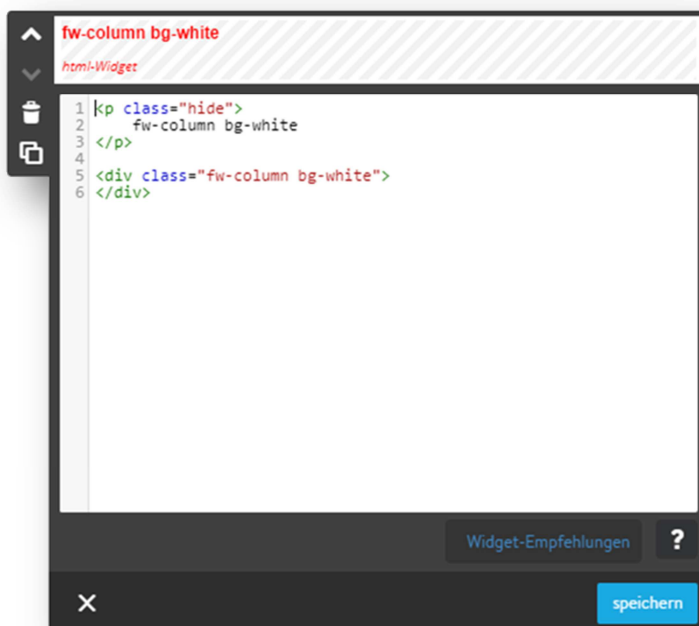 fw-column bg-white
html-Widget
1 <p class="hide">
2     fw-column bg-white
3 </p>
4
5 <div class="fw-column bg-white">
6 </div>
Widget-Empfehlungen
?
speichern